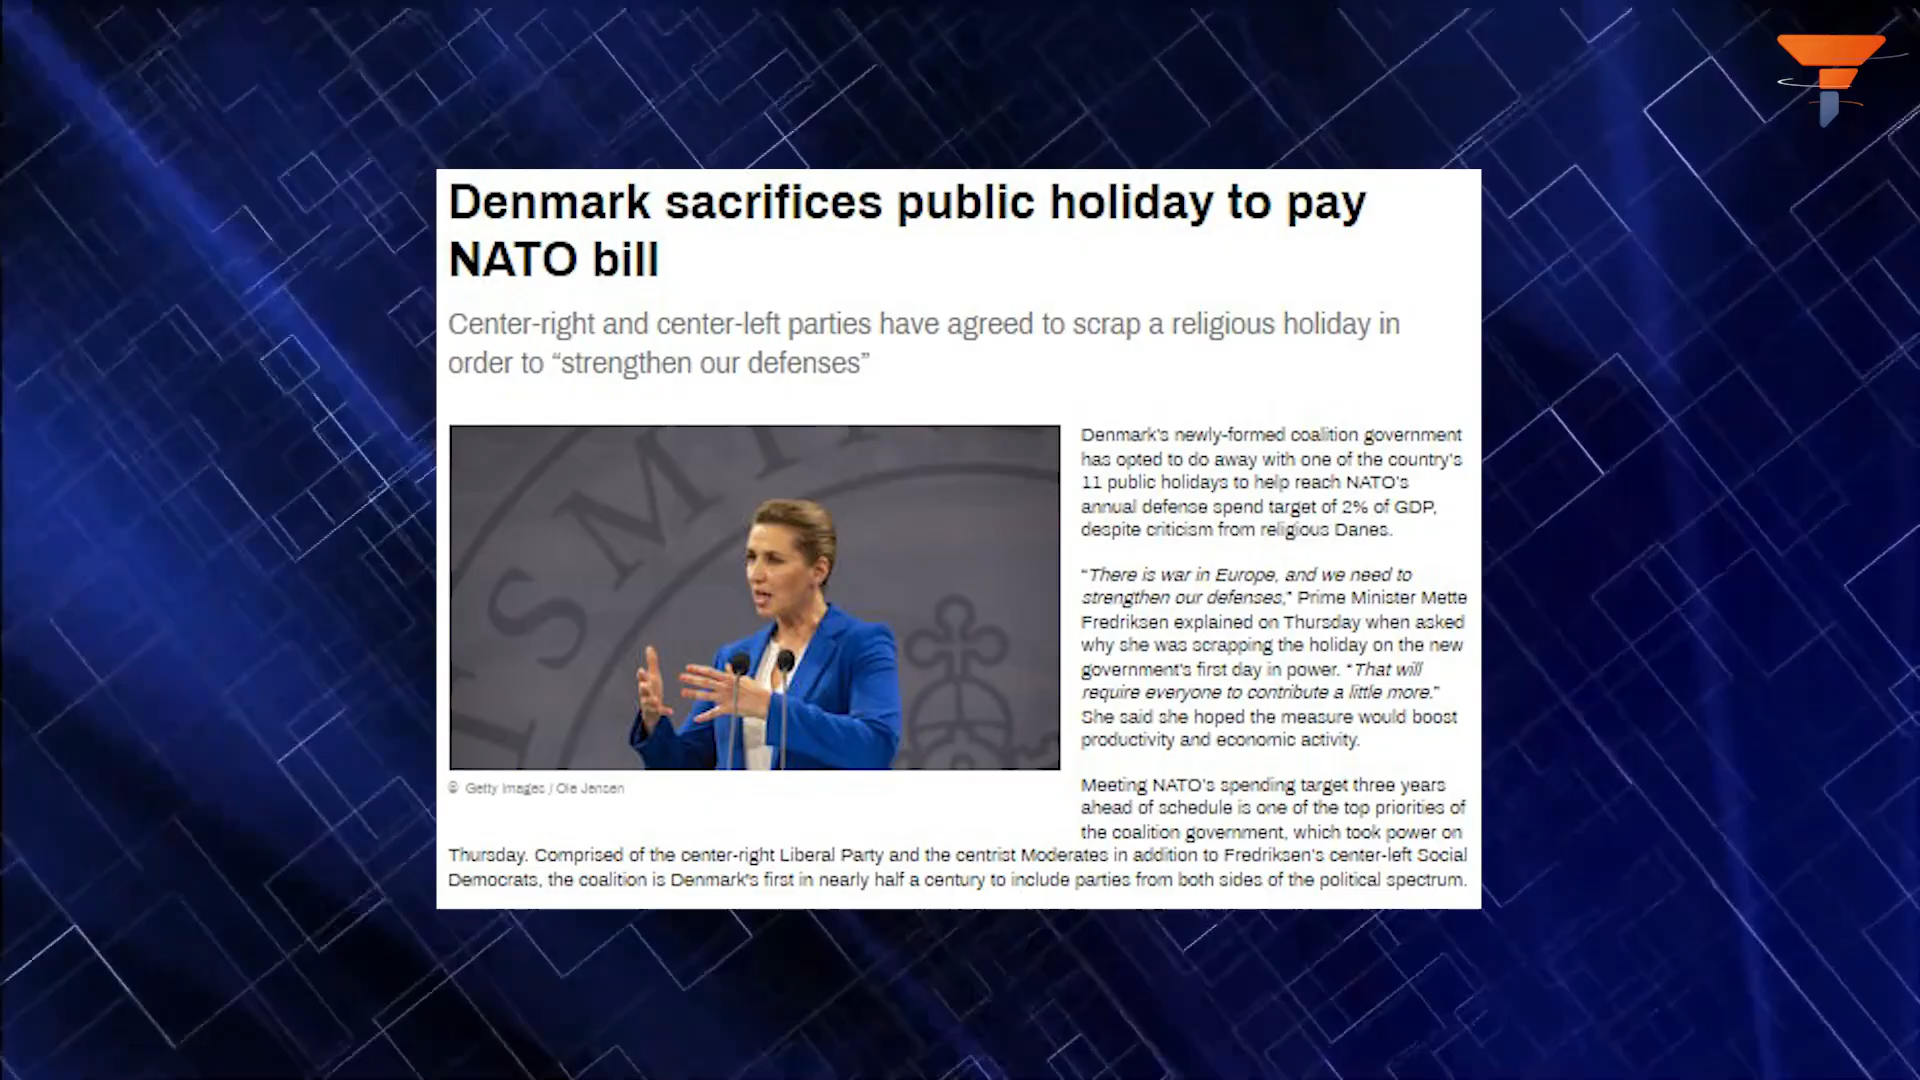 Denmark sacrifices public holiday to pay
NATO bill
Center-right and center-left parties have agreed to scrap a religious holiday in
order to “strengthen our defenses”
Denmark's newly-formed coalition government
has opted to do away with one of the country's
11 public holidays to help reach NATO's
annual defense spend target of 2% of GDP,
despite criticism from religious Danes.
“There is war in Europe, and we need to
strengthen our defenses,” Prime Minister Mette
Fredriksen explained on Thursday when asked
why she was scrapping the holiday on the new
government's first day in power. “That will
require everyone to contribute a little more.”
She said she hoped the measure would boost
productivity and economic activity.
Meeting NATO's spending target three years
ahead of schedule is one of the top priorities of
the coalition government, which took power on
Thursday. Comprised of the center-right Liberal Party and the centrist Moderates in addition to Fredriksen's center-left Social
Democrats, the coalition is Denmark's first in nearly half a century to include parties from both sides of the political spectrum.
ISMI
© Getty Images / Ole Jensen